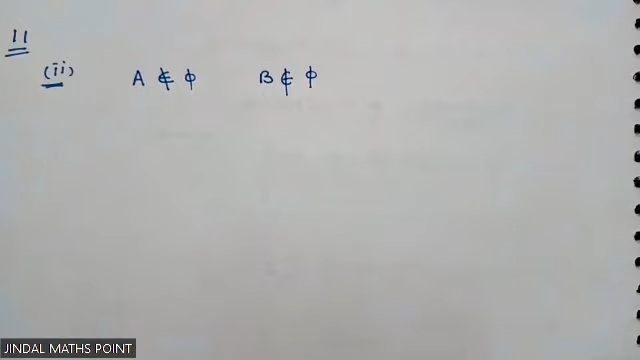 11
(ii) A ∉ ϕ B ∉ ϕ
JINDAL MATHS POINT